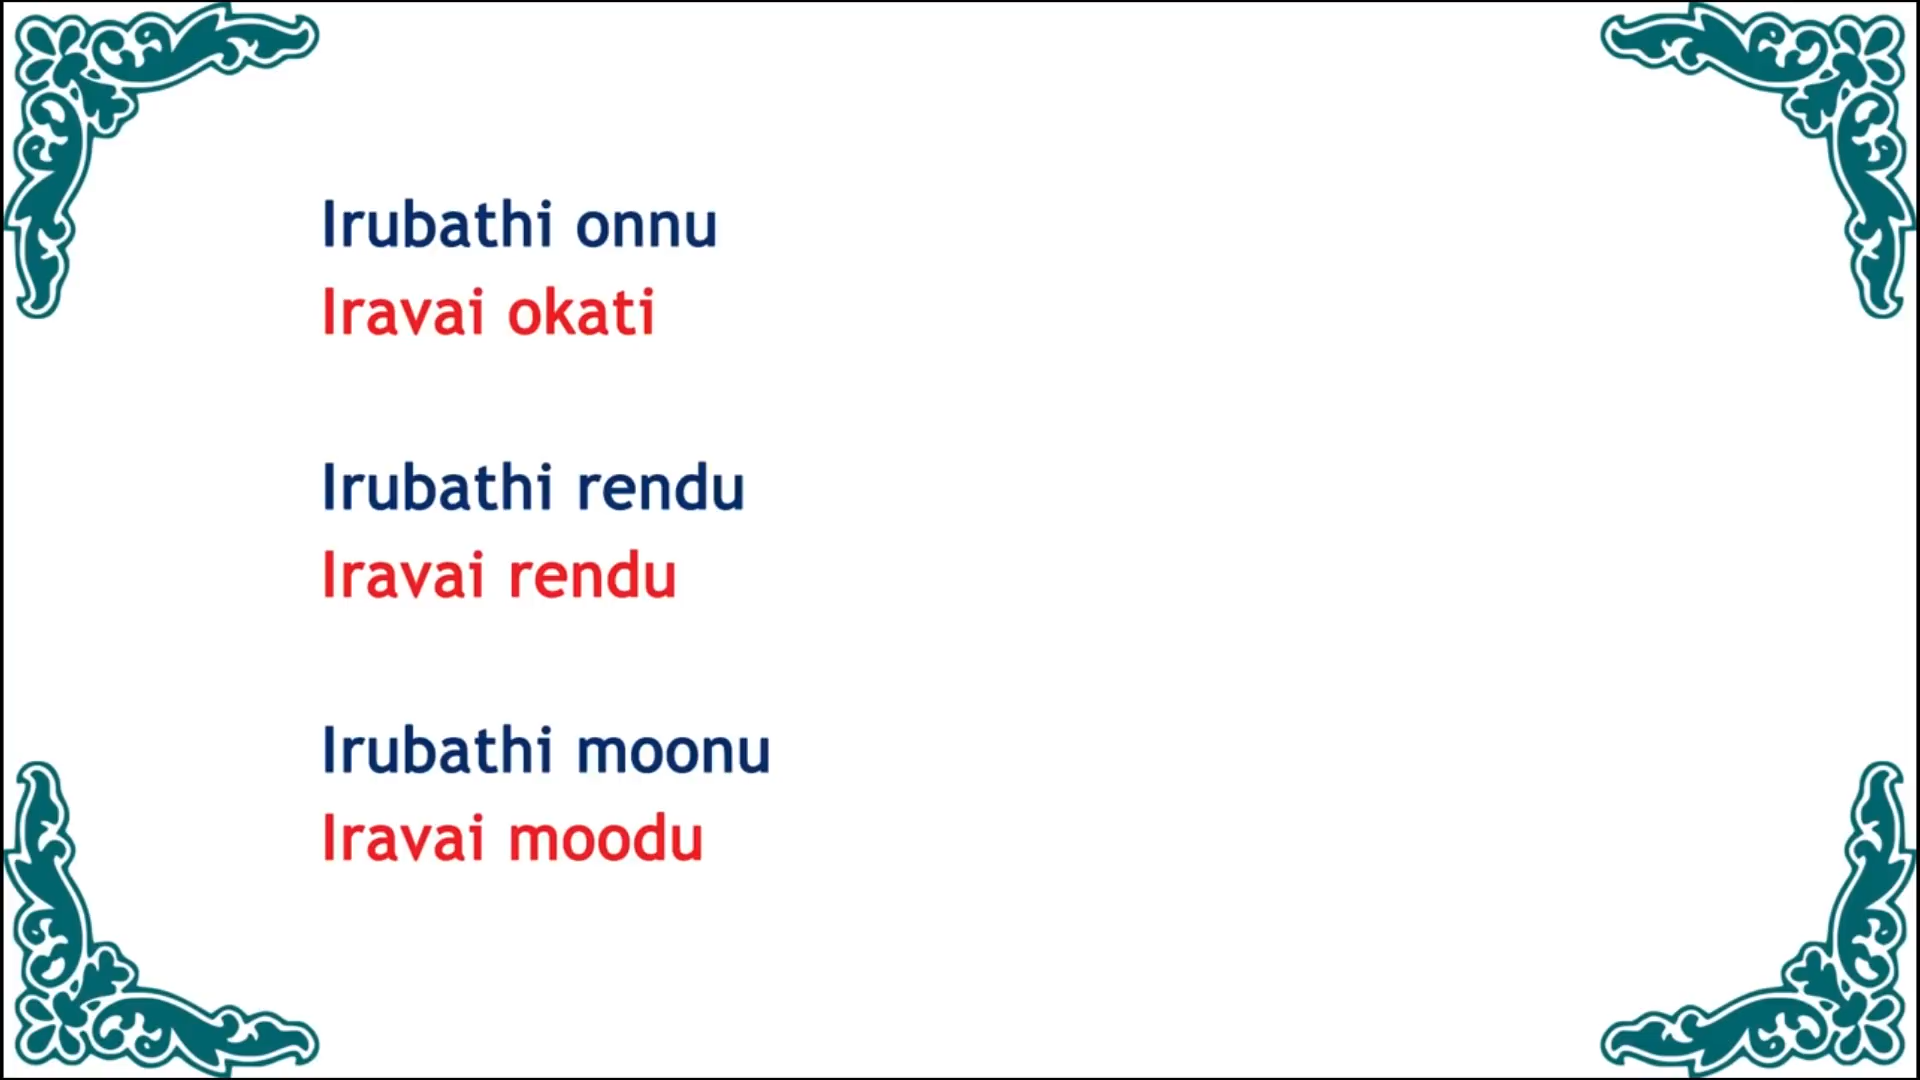 Irubathi onnu
Iravai okati
Irubathi rendu
Iravai rendu
Irubathi moonu
Iravai moodu